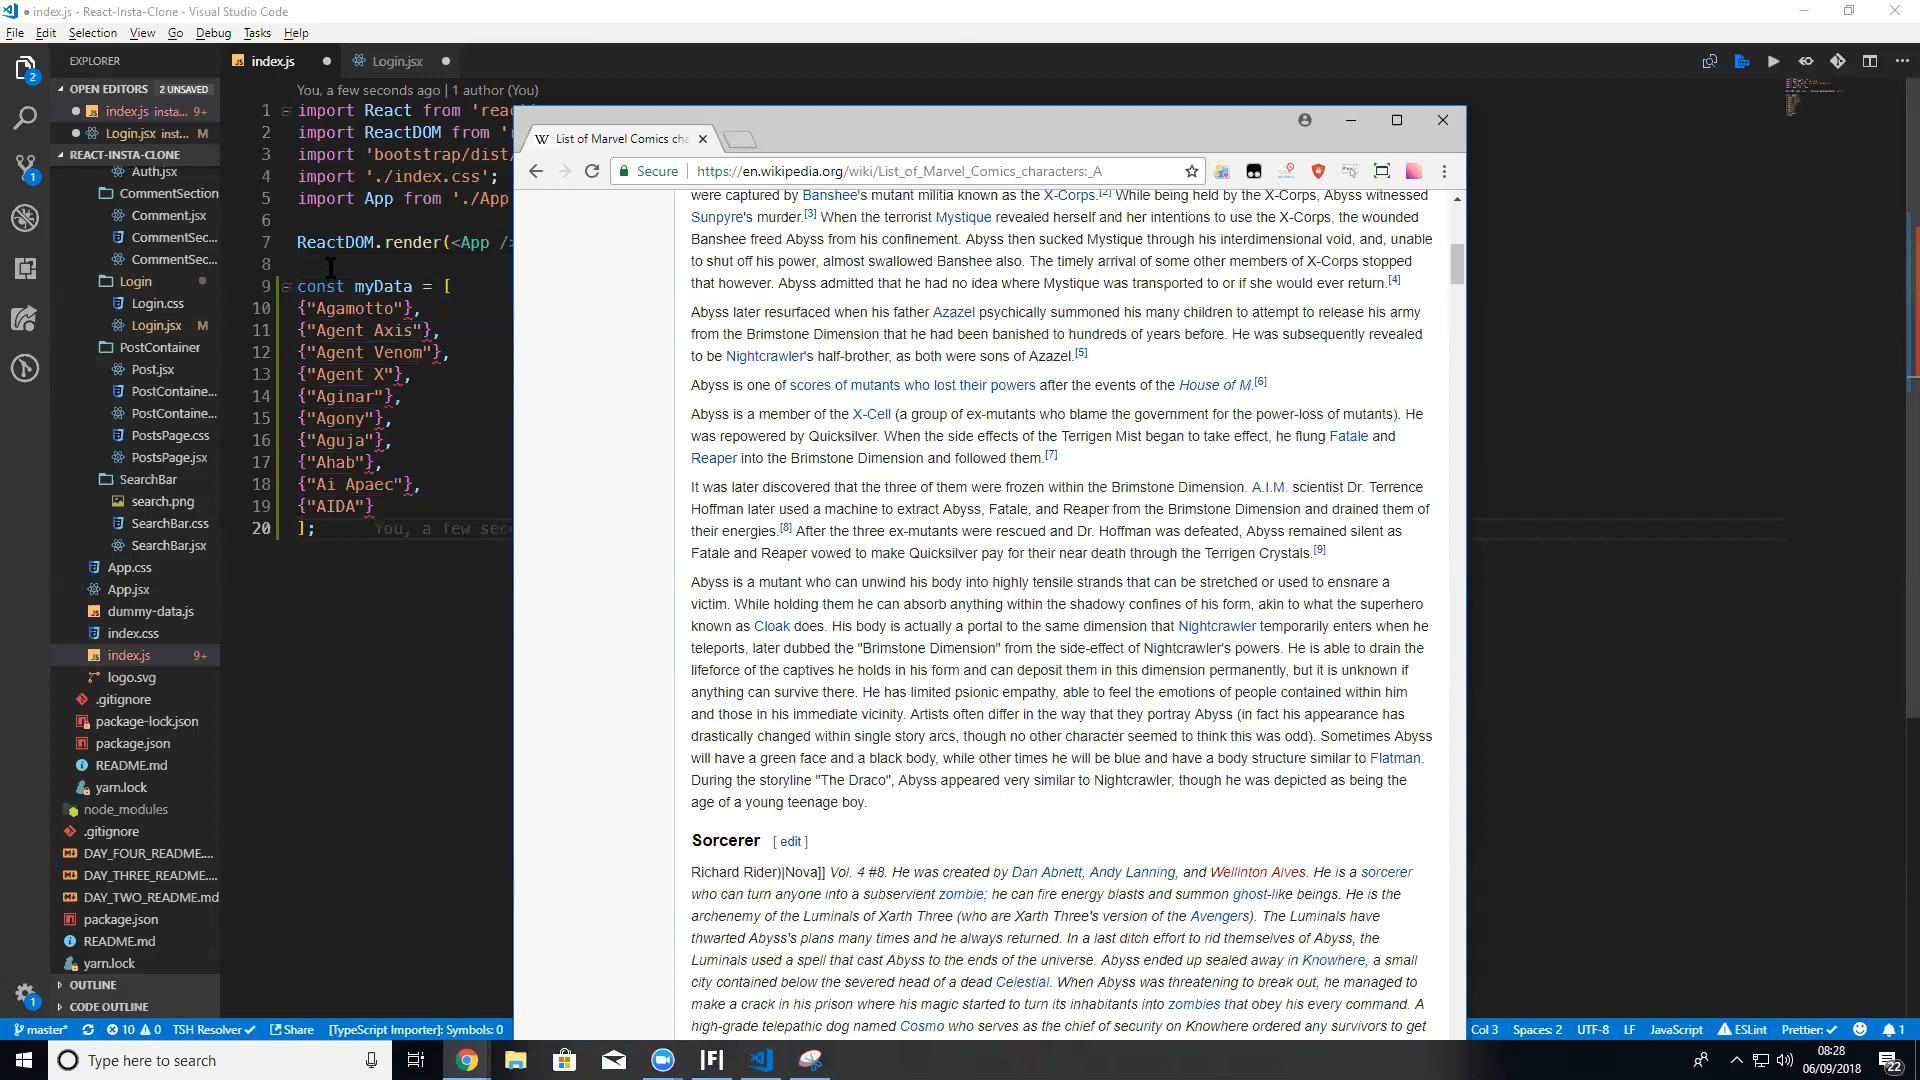 index.js - React-Insta-Clone - Visual Studio Code
File Edit Selection View Go Debug Tasks Help
EXPLORER
OPEN EDITORS 2 UNSAVED
index.js insta... 9+
Login.jsx inst... M
REACT-INSTA-CLONE
Auth.jsx
CommentSection
Comment.jsx
CommentSec...
CommentSec...
Login
Login.css
Login.jsx M
PostContainer
Post.jsx
PostContaine...
PostContaine...
PostsPage.css
PostsPage.jsx
SearchBar
search.png
SearchBar.css
SearchBar.jsx
App.css
App.jsx
dummy-data.js
index.css
index.js 9+
logo.svg
.gitignore
package-lock.json
package.json
README.md
yarn.lock
node_modules
.gitignore
DAY_FOUR_README....
DAY_THREE_README....
DAY_TWO_README.md
package.json
README.md
yarn.lock
OUTLINE
CODE OUTLINE
2
1
1
index.js Login.jsx
You, a few seconds ago | 1 author (You)
1 import React from 'reac
2 import ReactDOM from '
3 import 'bootstrap/dist/
4 import './index.css';
5 import App from './App
6
7 ReactDOM.render(<App />
8
9 const myData = [
10 {"Agamotto"},
11 {"Agent Axis"},
12 {"Agent Venom"},
13 {"Agent X"},
14 {"Aginar"},
15 {"Agony"},
16 {"Aguja"},
17 {"Ahab"},
18 {"Ai Apaec"},
19 {"AIDA"}
20 ]; You, a few sec
W List of Marvel Comics cha
Secure https://en.wikipedia.org/wiki/List_of_Marvel_Comics_characters:_A
were captured by Banshee's mutant militia known as the X-Corps.[2] While being held by the X-Corps, Abyss witnessed
Sunpyre's murder.[3] When the terrorist Mystique revealed herself and her intentions to use the X-Corps, the wounded
Banshee freed Abyss from his confinement. Abyss then sucked Mystique through his interdimensional void, and, unable
to shut off his power, almost swallowed Banshee also. The timely arrival of some other members of X-Corps stopped
that however. Abyss admitted that he had no idea where Mystique was transported to or if she would ever return.[4]
Abyss later resurfaced when his father Azazel psychically summoned his many children to attempt to release his army
from the Brimstone Dimension that he had been banished to hundreds of years before. He was subsequently revealed
to be Nightcrawler's half-brother, as both were sons of Azazel.[5]
Abyss is one of scores of mutants who lost their powers after the events of the House of M.[6]
Abyss is a member of the X-Cell (a group of ex-mutants who blame the government for the power-loss of mutants). He
was repowered by Quicksilver. When the side effects of the Terrigen Mist began to take effect, he flung Fatale and
Reaper into the Brimstone Dimension and followed them.[7]
It was later discovered that the three of them were frozen within the Brimstone Dimension. A.I.M. scientist Dr. Terrence
Hoffman later used a machine to extract Abyss, Fatale, and Reaper from the Brimstone Dimension and drained them of
their energies.[8] After the three ex-mutants were rescued and Dr. Hoffman was defeated, Abyss remained silent as
Fatale and Reaper vowed to make Quicksilver pay for their near death through the Terrigen Crystals.[9]
Abyss is a mutant who can unwind his body into highly tensile strands that can be stretched or used to ensnare a
victim. While holding them he can absorb anything within the shadowy confines of his form, akin to what the superhero
known as Cloak does. His body is actually a portal to the same dimension that Nightcrawler temporarily enters when he
teleports, later dubbed the "Brimstone Dimension" from the side-effect of Nightcrawler's powers. He is able to drain the
lifeforce of the captives he holds in his form and can deposit them in this dimension permanently, but it is unknown if
anything can survive there. He has limited psionic empathy, able to feel the emotions of people contained within him
and those in his immediate vicinity. Artists often differ in the way that they portray Abyss (in fact his appearance has
drastically changed within single story arcs, though no other character seemed to think this was odd). Sometimes Abyss
will have a green face and a black body, while other times he will be blue and have a body structure similar to Flatman.
During the storyline "The Draco", Abyss appeared very similar to Nightcrawler, though he was depicted as being the
age of a young teenage boy.
Sorcerer [ edit ]
Richard Rider)|Nova]] Vol. 4 #8. He was created by Dan Abnett, Andy Lanning, and Wellinton Alves. He is a sorcerer
who can turn anyone into a subservient zombie; he can fire energy blasts and summon ghost-like beings. He is the
archenemy of the Luminals of Xarth Three (who are Xarth Three's version of the Avengers). The Luminals have
thwarted Abyss's plans many times and he always returned. In a last ditch effort to rid themselves of Abyss, the
Luminals used a spell that cast Abyss to the ends of the universe. Abyss ended up sealed away in Knowhere, a small
city contained below the severed head of a dead Celestial. When Abyss was threatening to break out, he managed to
make a crack in his prison where his magic started to turn its inhabitants into zombies that obey his every command. A
high-grade telepathic dog named Cosmo who serves as the chief of security on Knowhere ordered any survivors to get
master* 10 0 TSH Resolver Share [TypeScript Importer]: Symbols: 0
Col 3 Spaces: 2 UTF-8 LF JavaScript ESLint Prettier: 1
Type here to search
|F|
08:28
06/09/2018
22